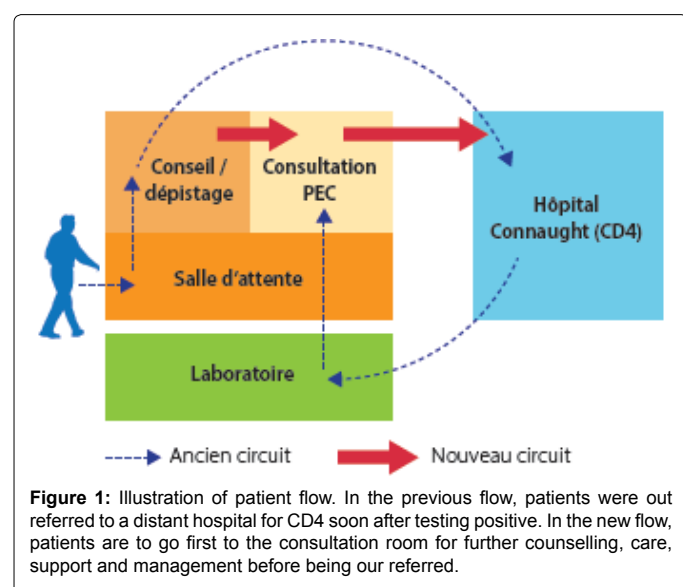 Conseil /
dépistage
Consultation
PEC
Hôpital
Connaught (CD4)
Salle d'attente
Laboratoire
Ancien circuit
Nouveau circuit
Figure 1: Illustration of patient flow. In the previous flow, patients were out
referred to a distant hospital for CD4 soon after testing positive. In the new flow,
patients are to go first to the consultation room for further counselling, care,
support and management before being our referred.